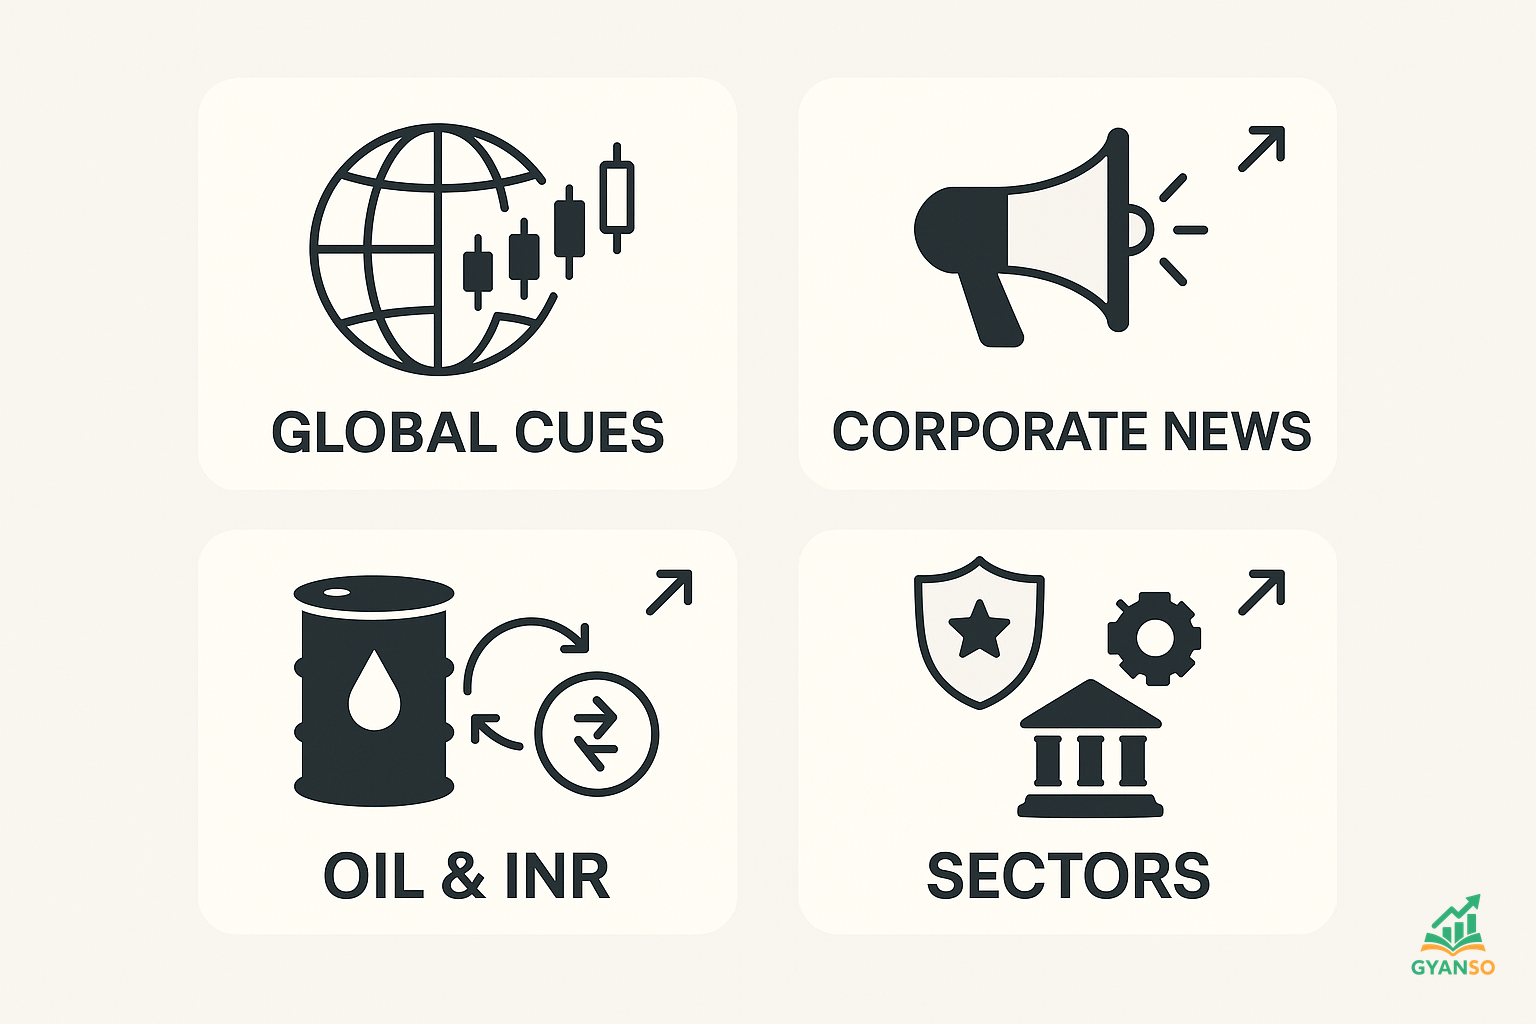 GLOBAL CUES
CORPORATE NEWS
OIL & INR
SECTORS
GYANSO